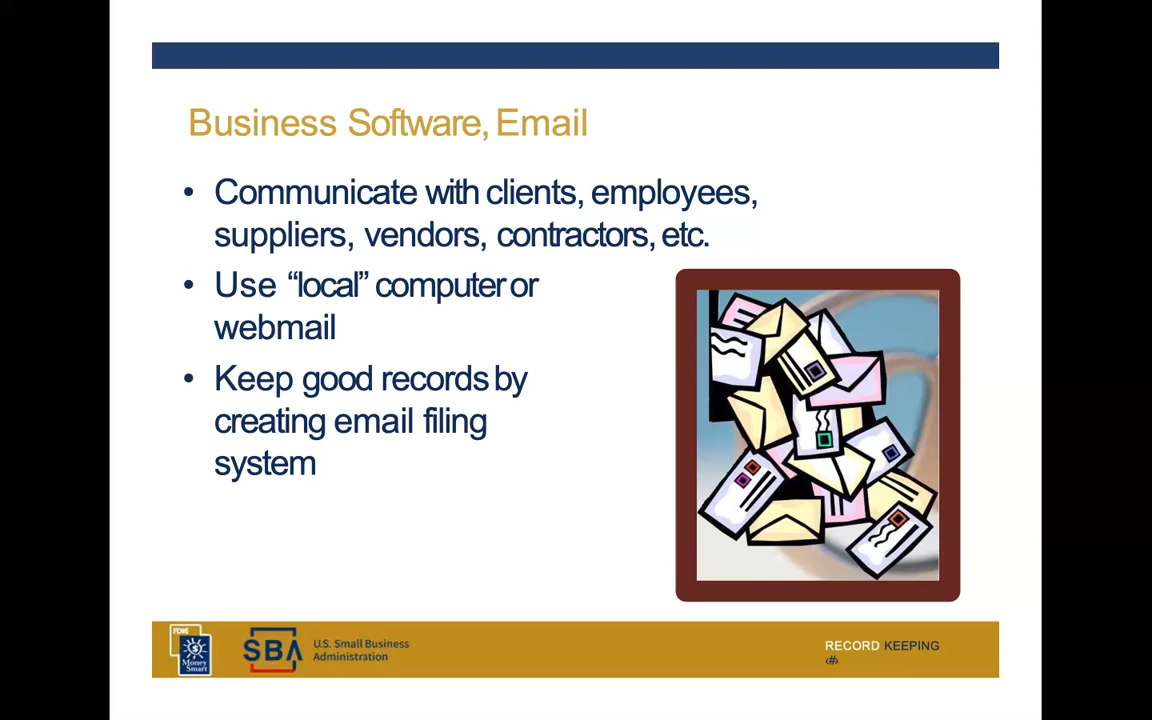 Business Software, Email
• Communicate with clients, employees,
suppliers, vendors, contractors, etc.
• Use “local” computer or
webmail
• Keep good records by
creating email filing
system
FDIC
Money
Smart
SBA
U.S. Small Business
Administration
RECORD KEEPING
‹#›